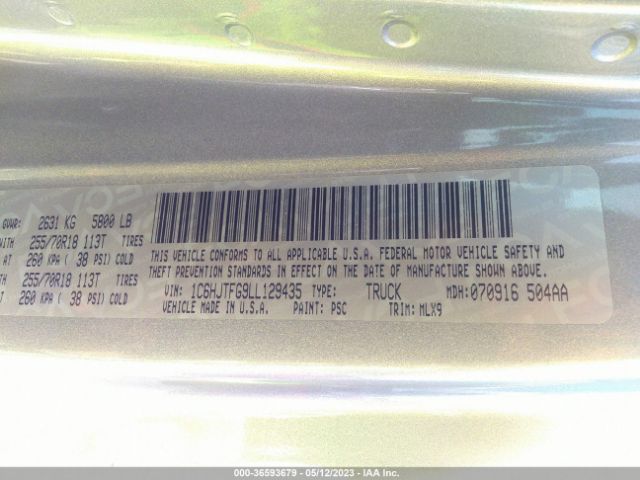 GVWR: 2631 KG 5800 LB
WITH 255/70R18 113T TIRES
AT 260 KPA ( 38 PSI) COLD
255/70R18 113T TIRES
260 KPA ( 38 PSI) COLD
THIS VEHICLE CONFORMS TO ALL APPLICABLE U.S.A. FEDERAL MOTOR VEHICLE SAFETY AND
THEFT PREVENTION STANDARDS IN EFFECT ON THE DATE OF MANUFACTURE SHOWN ABOVE.
VIN: 1C6HJTFG9LL129435 TYPE: TRUCK MDH: 070916 504AA
VEHICLE MADE IN U.S.A. PAINT: PSC TRIM: MLX9
000-36593679 - 05/12/2023 - IAA Inc.